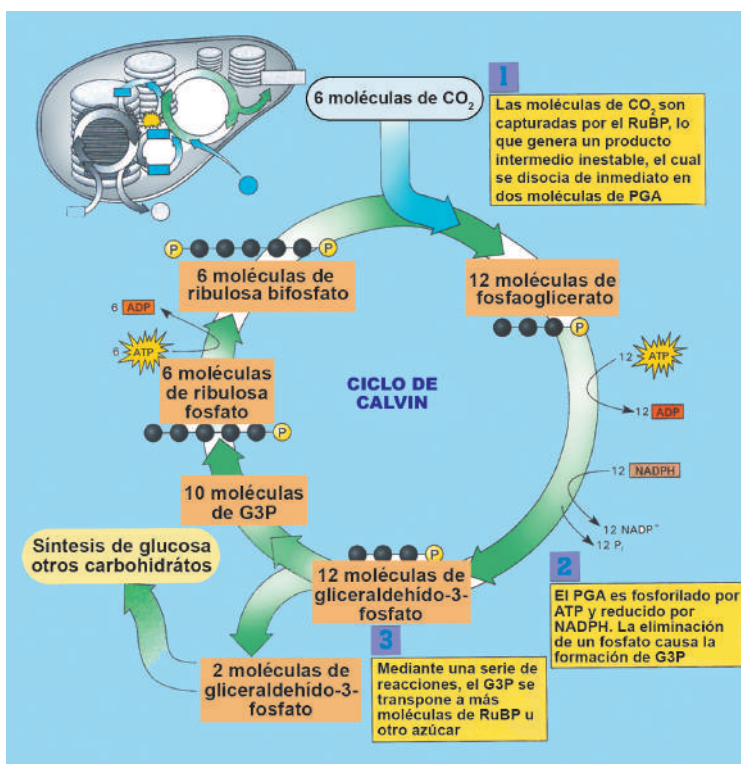 6 moléculas de CO₂
1
Las moléculas de CO₂ son
capturadas por el RuBP, lo
que genera un producto
intermedio inestable, el cual
se disocia de inmediato en
dos moléculas de PGA
P
P
6 moléculas de
ribulosa bifosfato
12 moléculas de
fosfaoglicerato
P
6 ADP
6 ATP
12 ATP
12 ADP
6 moléculas
de ribulosa
fosfato
P
CICLO DE
CALVIN
12 NADPH
12 NADP⁺
12 Pᵢ
10 moléculas
de G3P
Síntesis de glucosa
otros carbohidrátos
P
12 moléculas de
gliceraldehído-3-
fosfato
2
El PGA es fosforilado por
ATP y reducido por
NADPH. La eliminación
de un fosfato causa la
formación de G3P
3
Mediante una serie de
reacciones, el G3P se
transpone a más
moléculas de RuBP u
otro azúcar
2 moléculas de
gliceraldehído-3-
fosfato